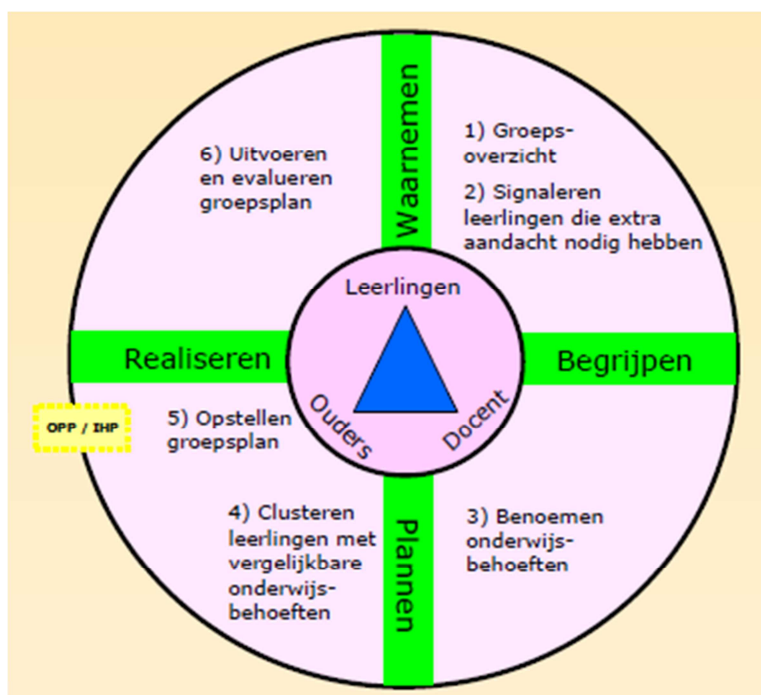 Waarnemen
1) Groeps-
overzicht
2) Signaleren
leerlingen die extra
aandacht nodig hebben
Begrijpen
3) Benoemen
onderwijs-
behoeften
Plannen
4) Clusteren
leerlingen met
vergelijkbare
onderwijs-
behoeften
5) Opstellen
groepsplan
OPP / IHP
Realiseren
6) Uitvoeren
en evalueren
groepsplan
Leerlingen
Ouders
Docent